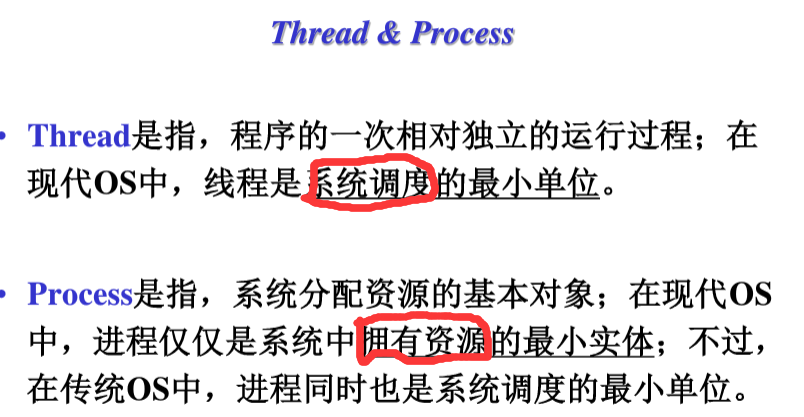 Thread & Process
• Thread是指，程序的一次相对独立的运行过程；在
现代OS中，线程是系统调度的最小单位。
• Process是指，系统分配资源的基本对象；在现代OS
中，进程仅仅是系统中拥有资源的最小实体；不过，
在传统OS中，进程同时也是系统调度的最小单位。